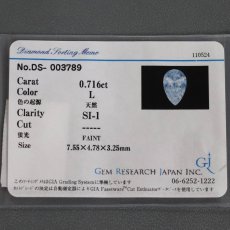 Diamond Sorting Memo
110524
No.DS- 003789
Carat 0.716ct
Color L
色の起源 天然
Clarity SI-1
Cut -----
蛍光 FAINT
Size 7.55×4.78×3.25mm
GEM RESEARCH JAPAN INC.
06-6252-1222